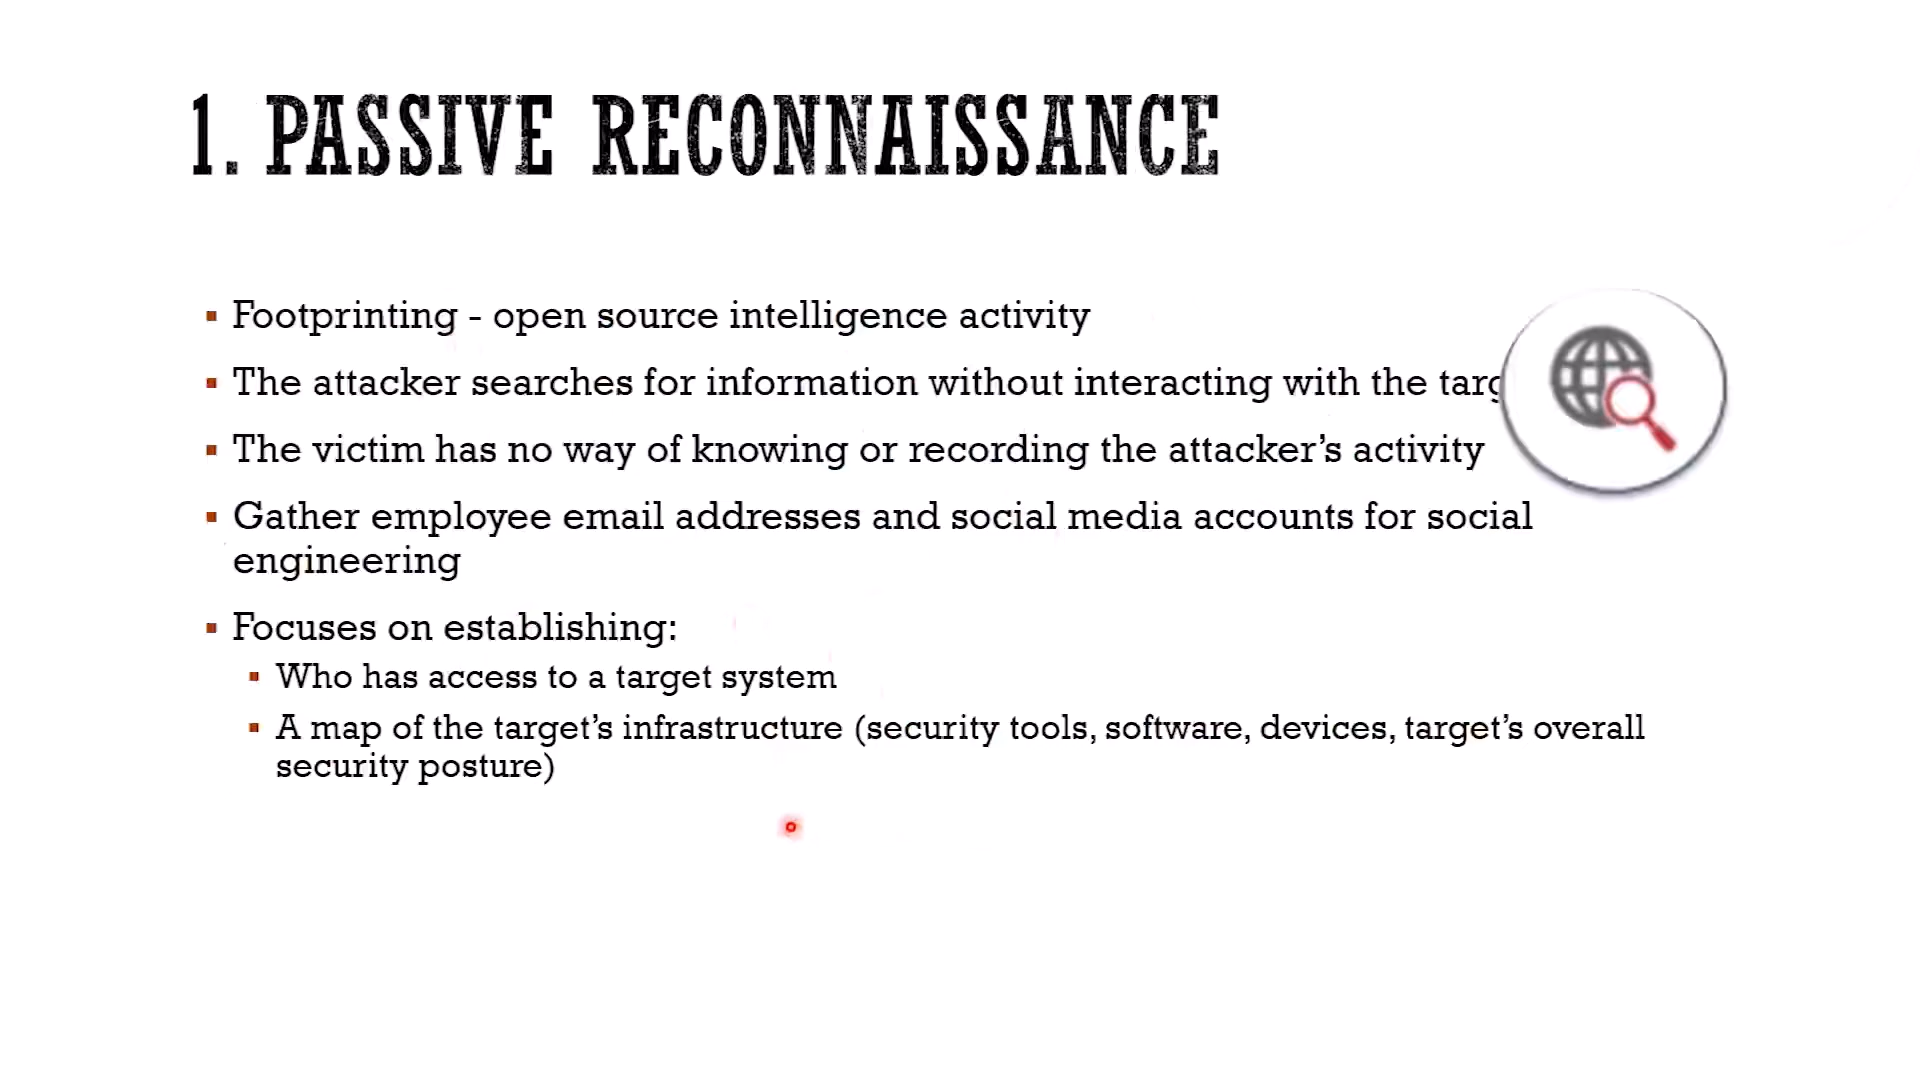 1. PASSIVE RECONNAISSANCE
▪ Footprinting - open source intelligence activity
▪ The attacker searches for information without interacting with the
▪ The victim has no way of knowing or recording the attacker’s activity
▪ Gather employee email addresses and social media accounts for social
engineering
▪ Focuses on establishing:
▪ Who has access to a target system
▪ A map of the target’s infrastructure (security tools, software, devices, target’s overall
security posture)